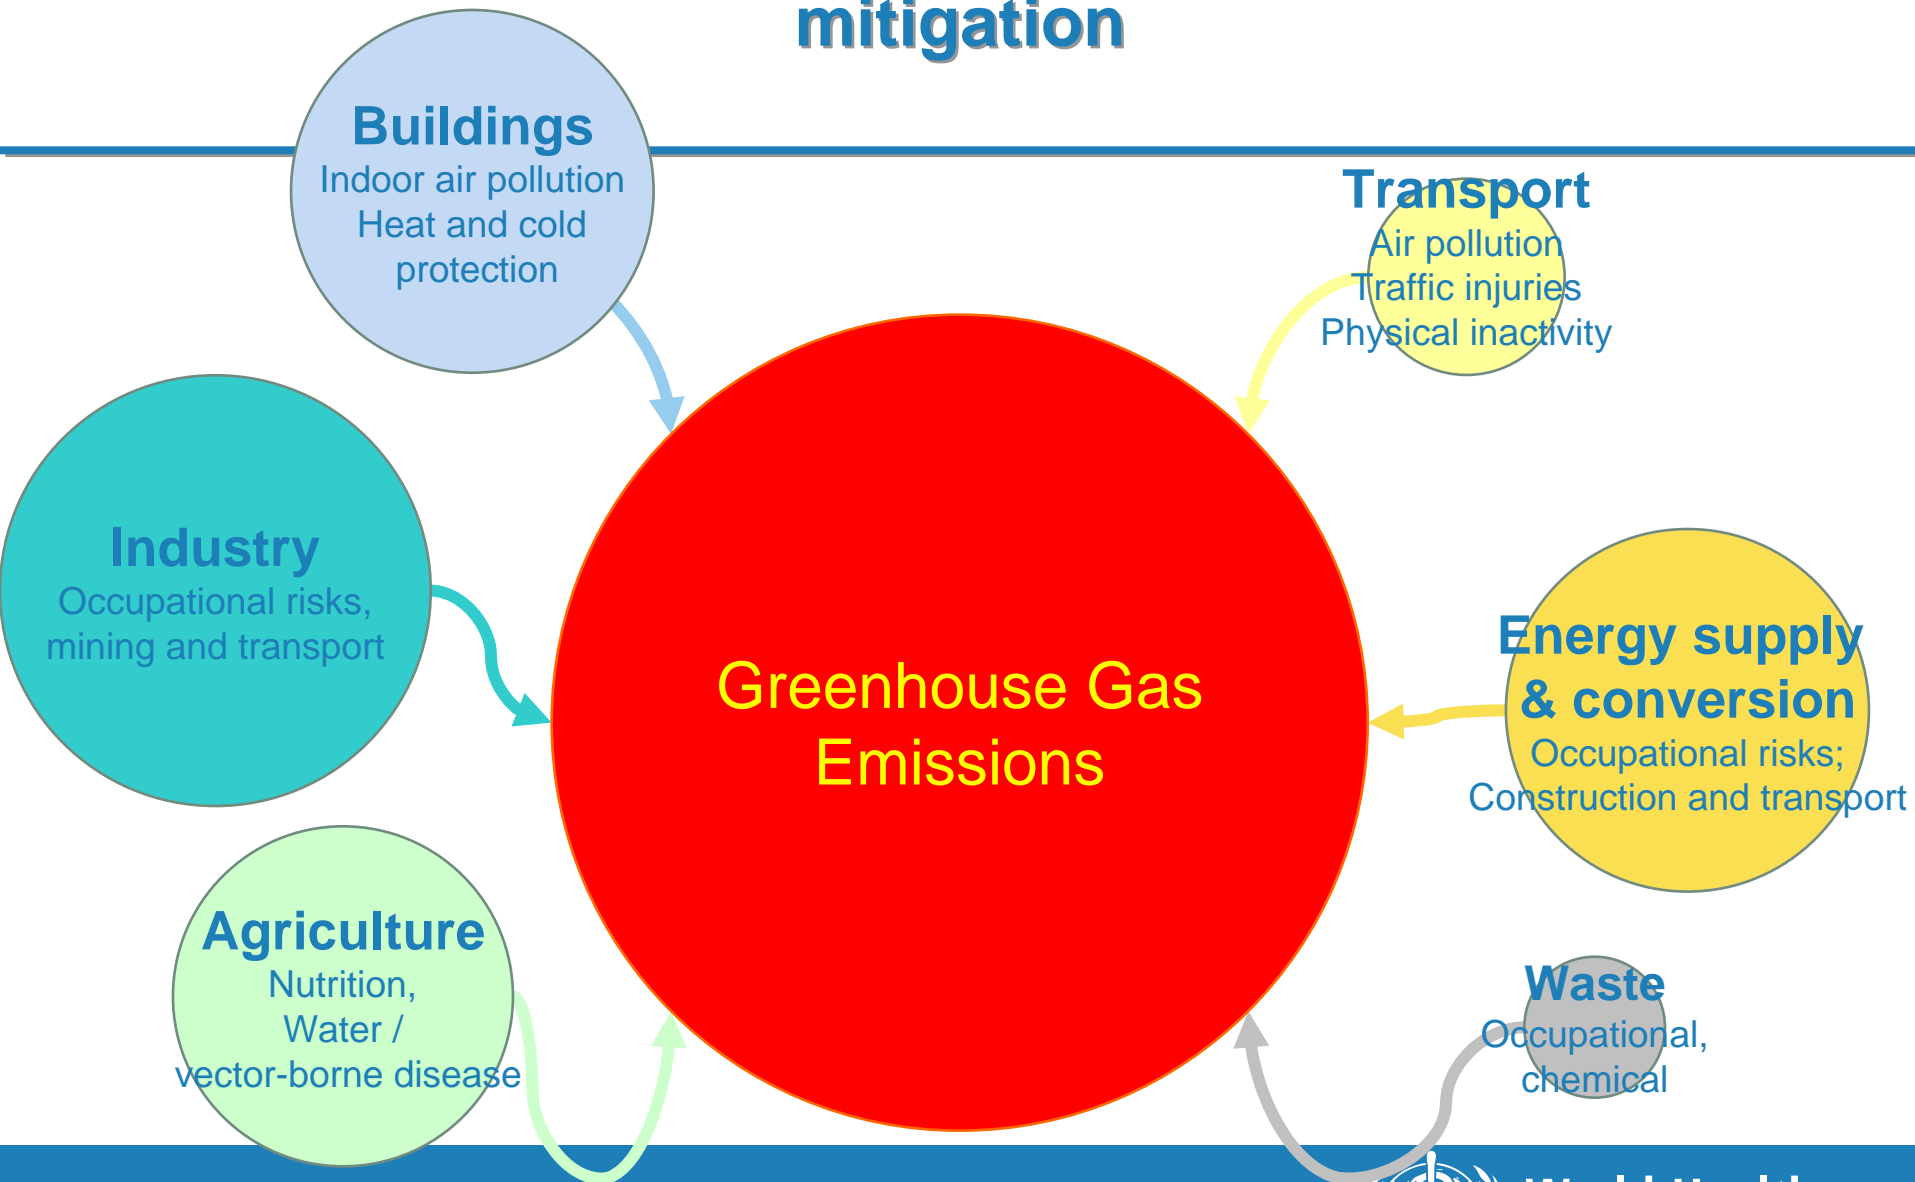 mitigation
Buildings
Indoor air pollution
Heat and cold
protection
Transport
Air pollution
Traffic injuries
Physical inactivity
Industry
Occupational risks,
mining and transport
Greenhouse Gas
Emissions
Energy supply
& conversion
Occupational risks;
Construction and transport
Agriculture
Nutrition,
Water /
vector-borne disease
Waste
Occupational,
chemical
World Health